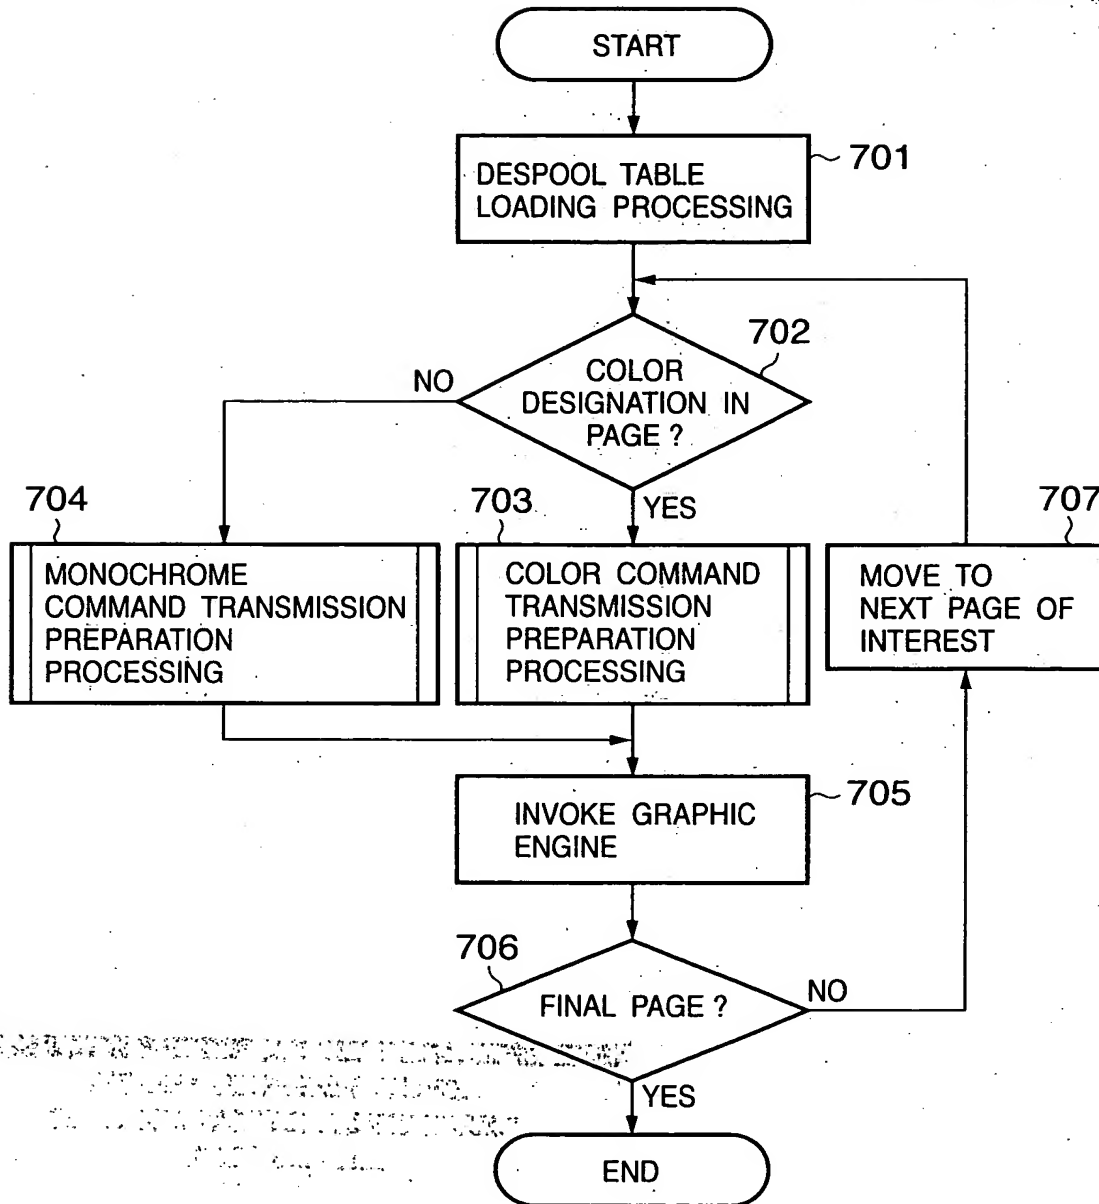 START
701
DESPOOL TABLE
LOADING PROCESSING
702
COLOR
DESIGNATION IN
PAGE ?
NO
YES
704
MONOCHROME
COMMAND TRANSMISSION
PREPARATION
PROCESSING
703
COLOR COMMAND
TRANSMISSION
PREPARATION
PROCESSING
707
MOVE TO
NEXT PAGE OF
INTEREST
705
INVOKE GRAPHIC
ENGINE
706
FINAL PAGE ?
NO
YES
END